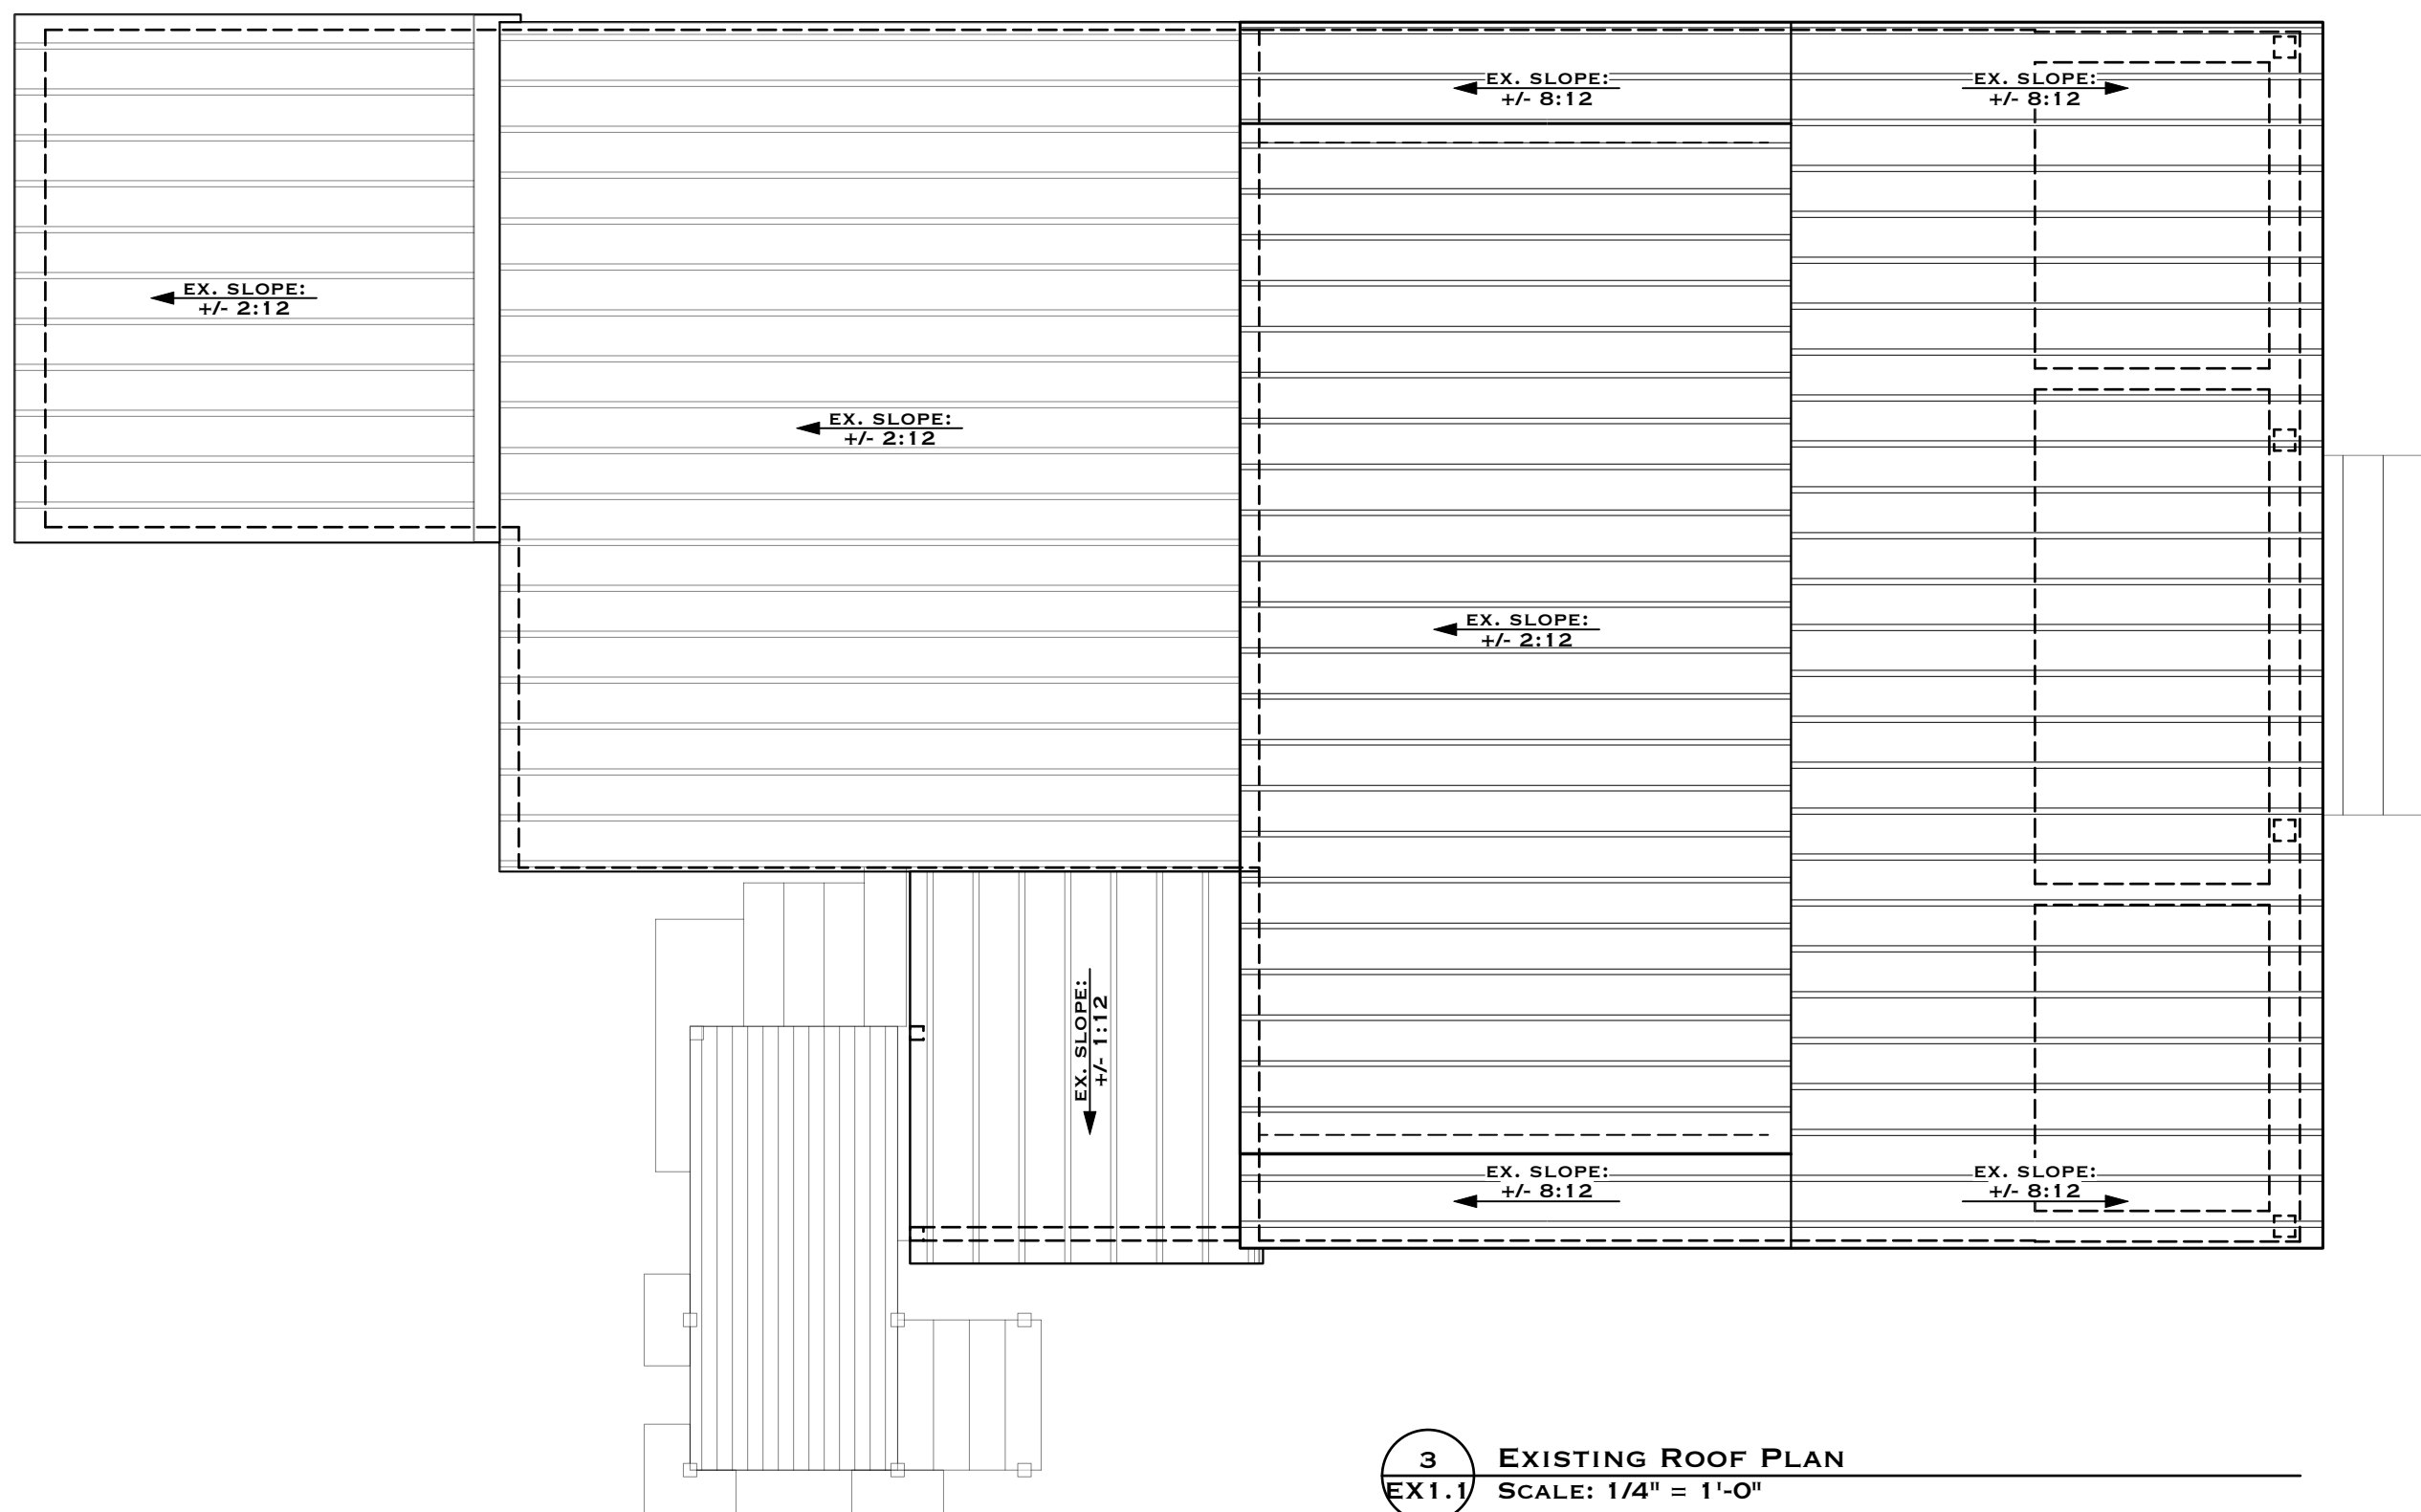 EX. SLOPE:
+/- 8:12
EX. SLOPE:
+/- 8:12
EX. SLOPE:
+/- 2:12
EX. SLOPE:
+/- 2:12
EX. SLOPE:
+/- 2:12
EX. SLOPE:
+/- 1:12
EX. SLOPE:
+/- 8:12
EX. SLOPE:
+/- 8:12
3
EX1.1
EXISTING ROOF PLAN
SCALE: 1/4" = 1'-0"